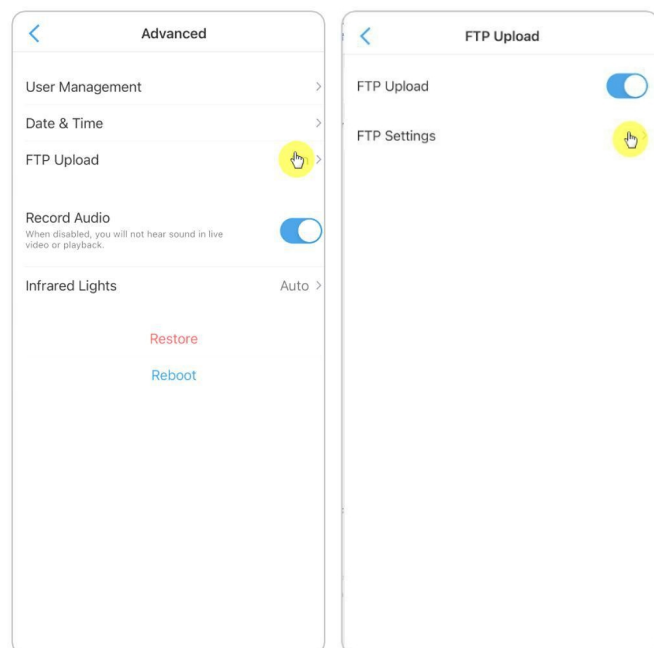 Advanced
User Management
Date & Time
FTP Upload
Record Audio
When disabled, you will not hear sound in live
video or playback.
Infrared Lights
Auto
Restore
Reboot
FTP Upload
FTP Upload
FTP Settings